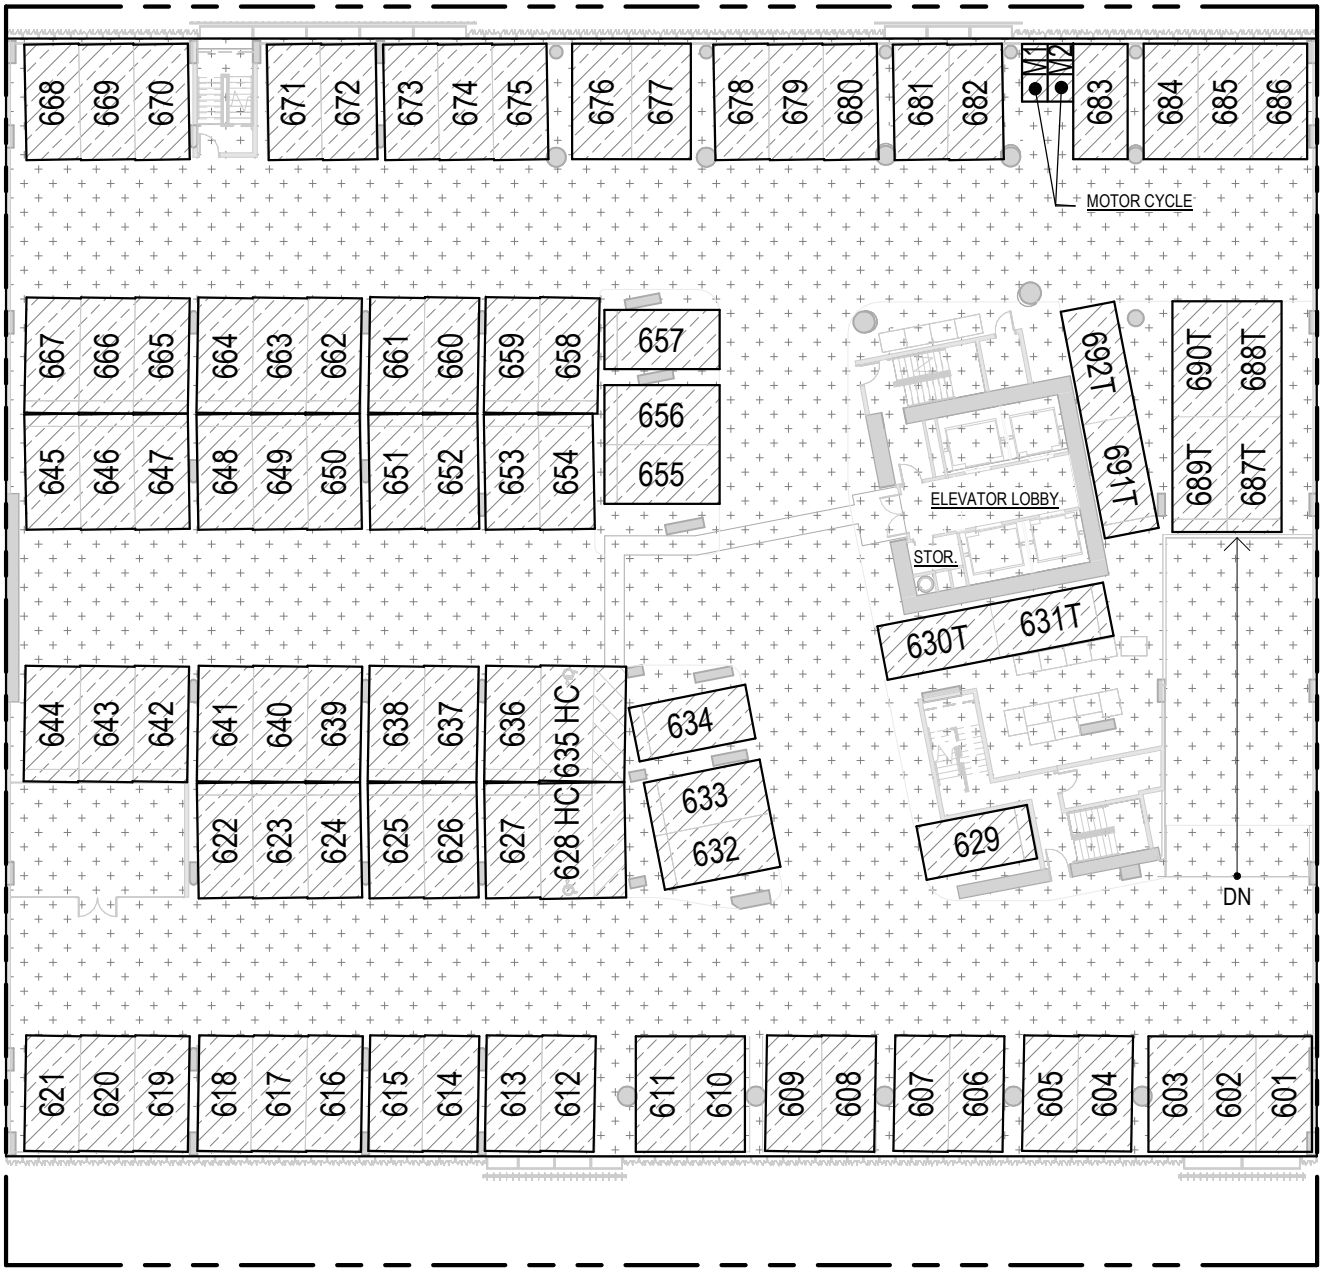 668 669 670 671 672 673 674 675 676 677 678 679 680 681 682 M1 M2 683 684 685 686
MOTOR CYCLE
667 666 665 664 663 662 661 660 659 658 657 692T 690T 688T
656
645 646 647 648 649 650 651 652 653 654 655 691T 689T 687T
ELEVATOR LOBBY
STOR.
630T 631T
644 643 642 641 640 639 638 637 636 635 HC 634
633
622 623 624 625 626 627 628 HC 632 629
DN
621 620 619 618 617 616 615 614 613 612 611 610 609 608 607 606 605 604 603 602 601